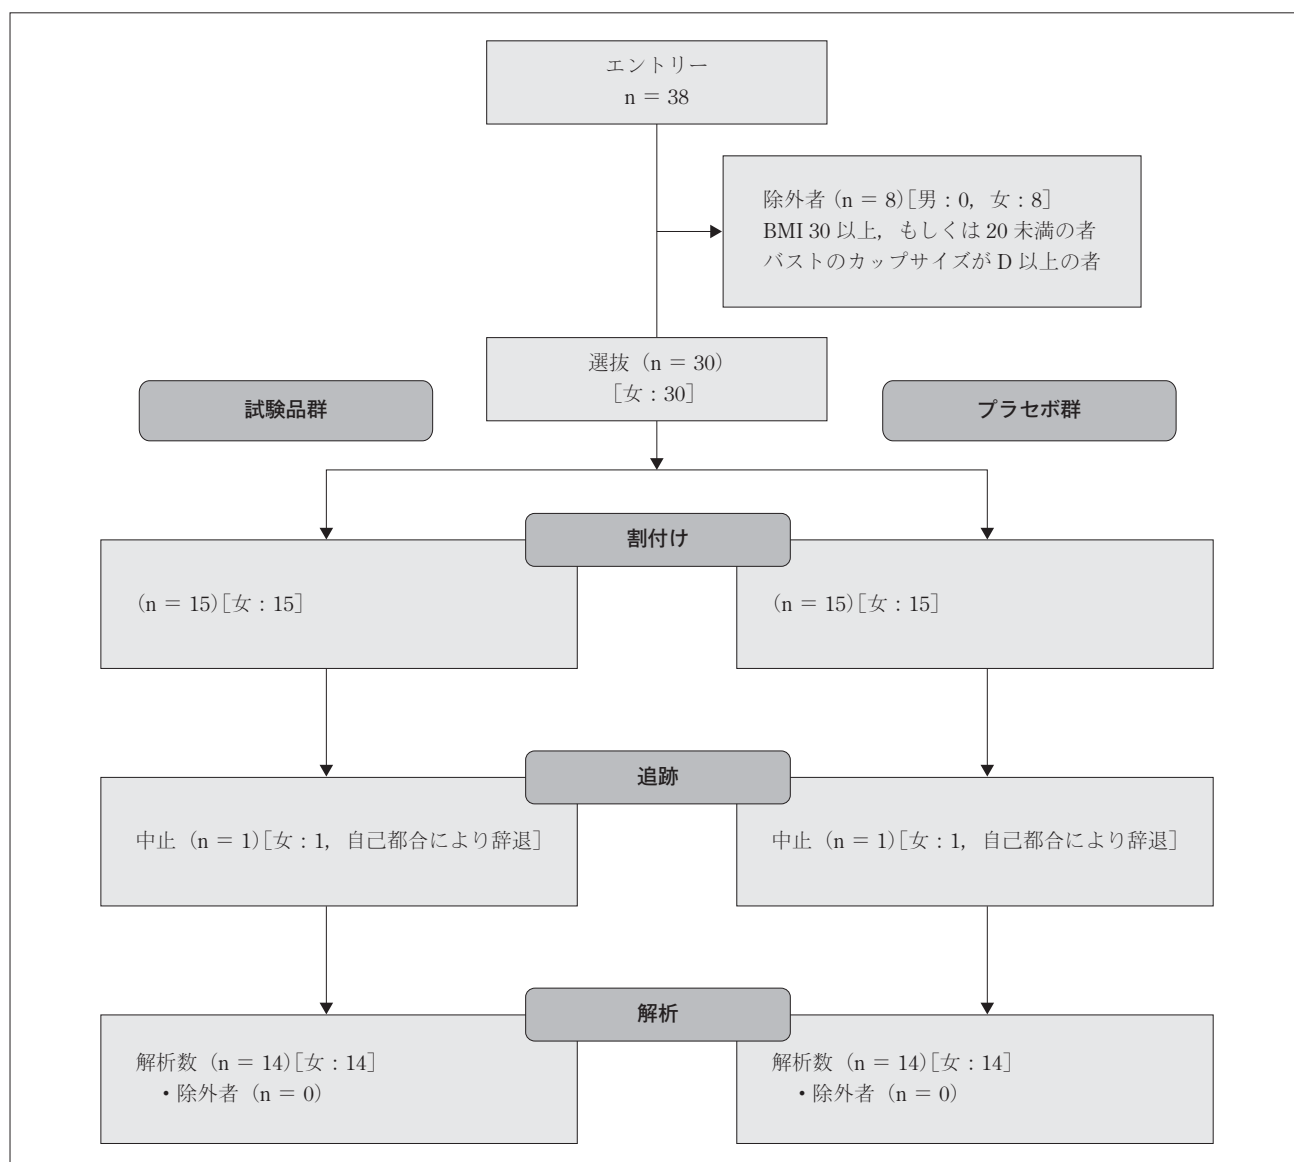 エントリー
n = 38
除外者 (n = 8)[男：0，女：8]
BMI 30 以上，もしくは 20 未満の者
バストのカップサイズが D 以上の者
選抜 (n = 30)
[女：30]
試験品群
プラセボ群
割付け
(n = 15)[女：15]
(n = 15)[女：15]
追跡
中止 (n = 1)[女：1，自己都合により辞退]
中止 (n = 1)[女：1，自己都合により辞退]
解析
解析数 (n = 14)[女：14]
・除外者 (n = 0)
解析数 (n = 14)[女：14]
・除外者 (n = 0)